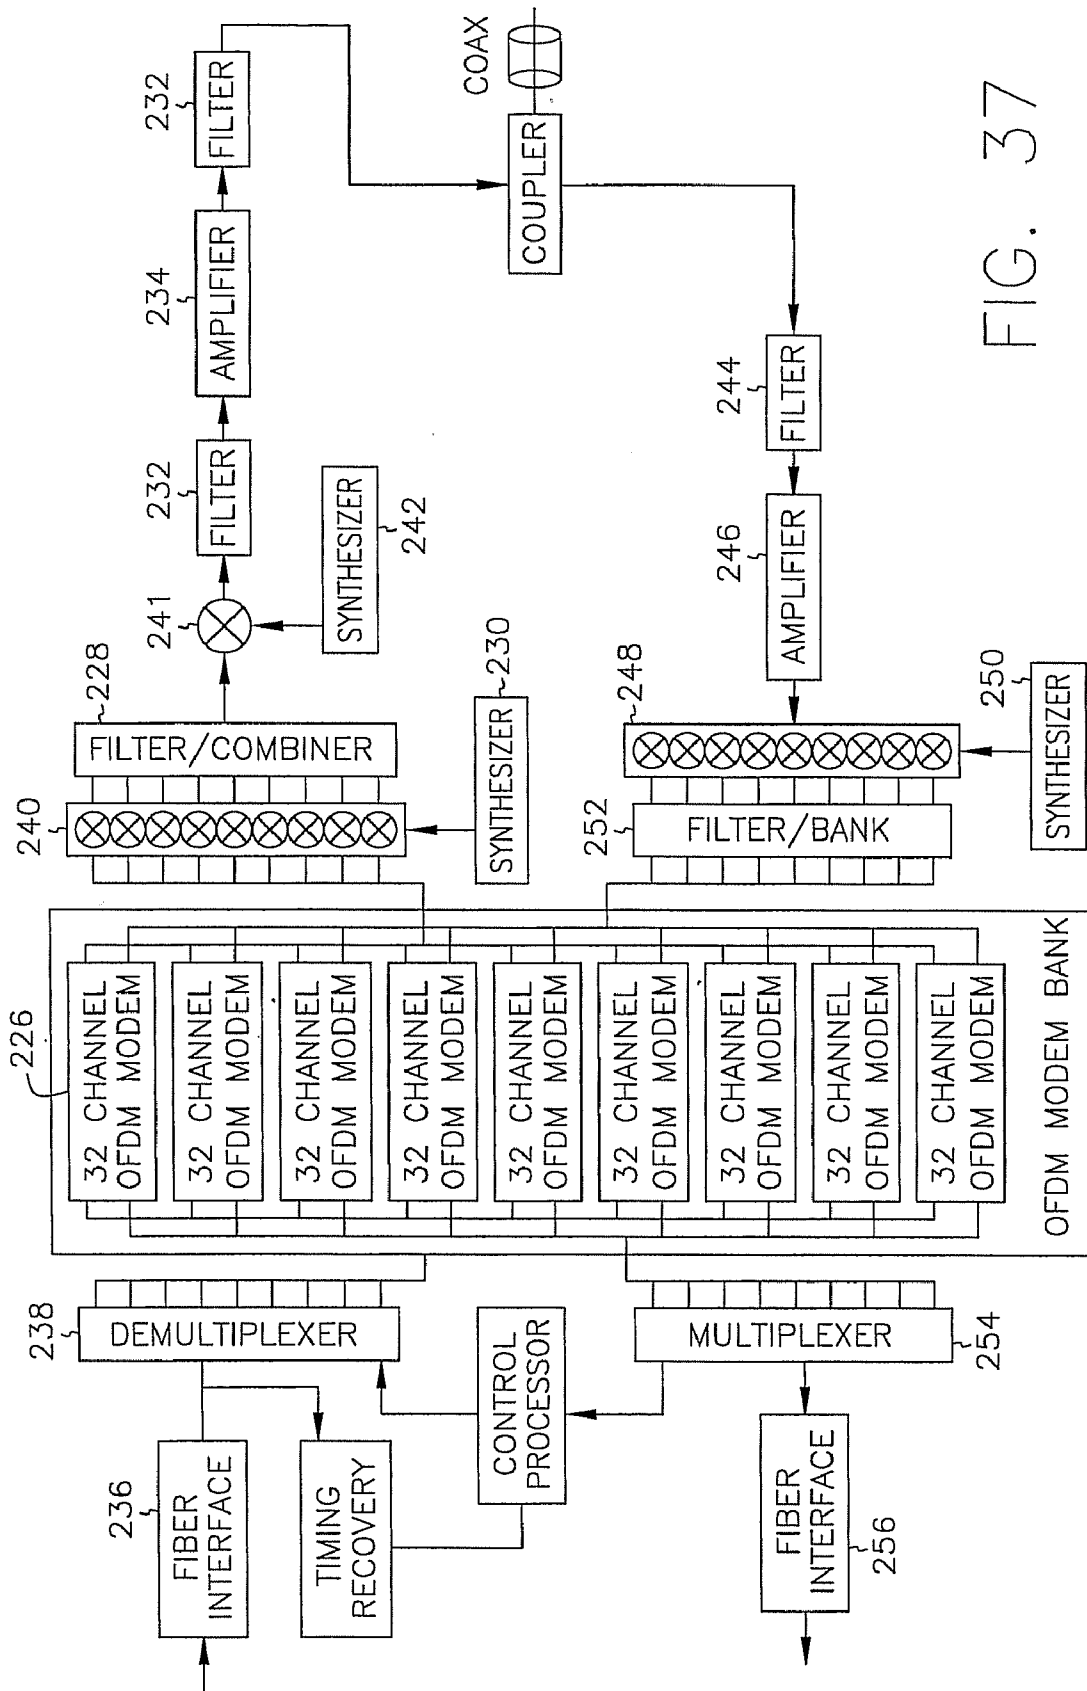 236
FIBER
INTERFACE
TIMING
RECOVERY
238
DEMULTIPLEXER
CONTROL
PROCESSOR
MULTIPLEXER
254
FIBER
INTERFACE
256
226
32 CHANNEL
OFDM MODEM
32 CHANNEL
OFDM MODEM
32 CHANNEL
OFDM MODEM
32 CHANNEL
OFDM MODEM
32 CHANNEL
OFDM MODEM
32 CHANNEL
OFDM MODEM
32 CHANNEL
OFDM MODEM
32 CHANNEL
OFDM MODEM
32 CHANNEL
OFDM MODEM
OFDM MODEM BANK
240
228
FILTER/COMBINER
SYNTHESIZER
230
241
SYNTHESIZER
242
232
FILTER
234
AMPLIFIER
232
FILTER
COAX
COUPLER
244
FILTER
246
AMPLIFIER
248
252
FILTER/BANK
250
SYNTHESIZER
FIG. 37